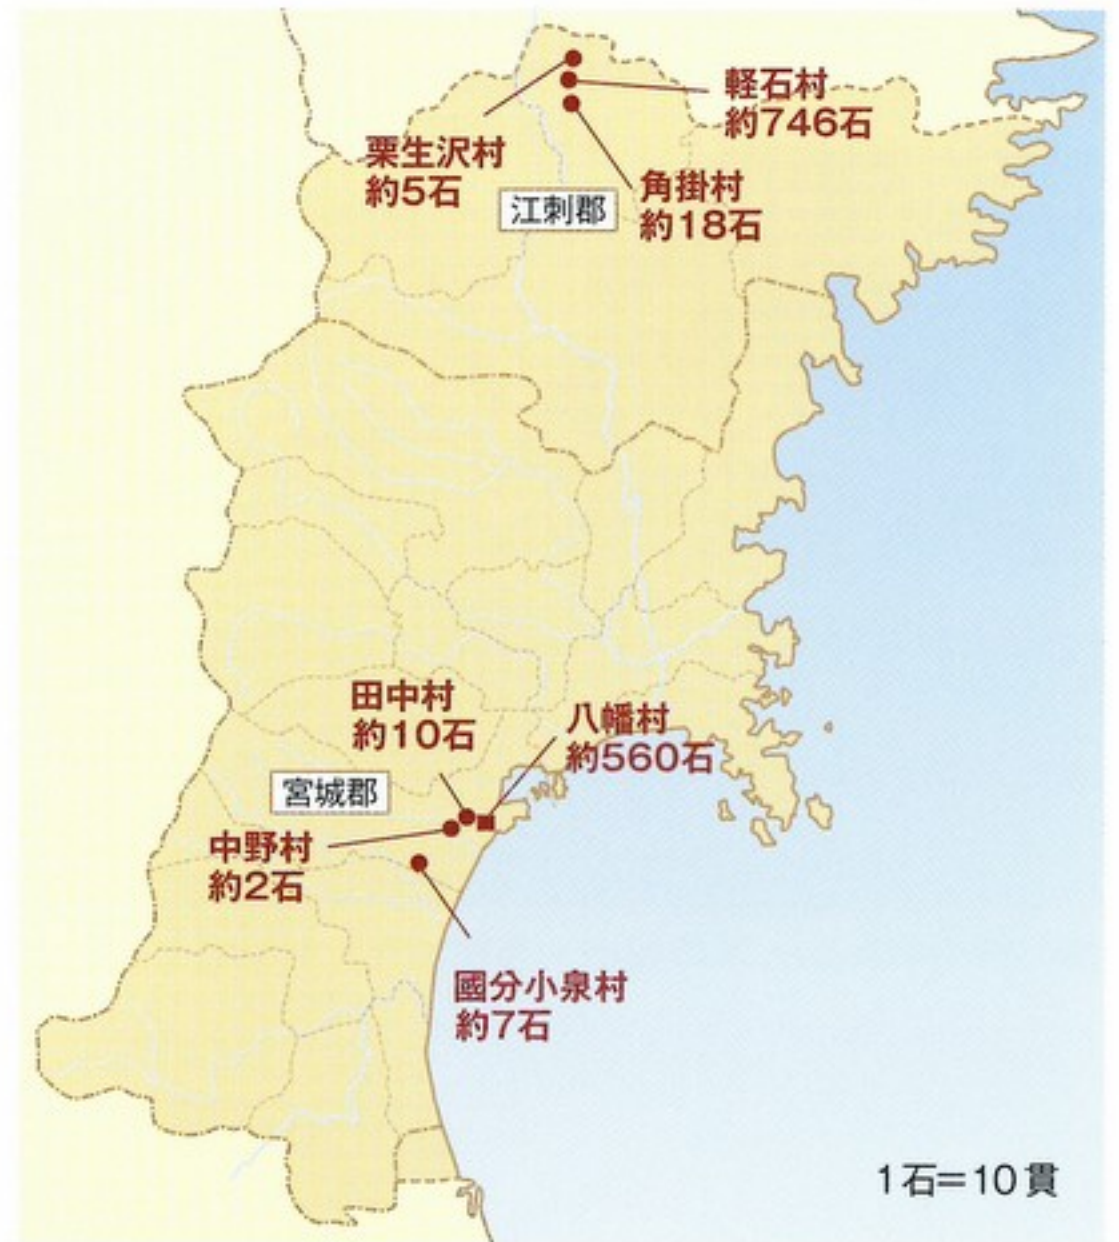 軽石村
約746石
栗生沢村
約5石
角掛村
約18石
江刺郡
田中村
約10石
八幡村
約560石
宮城郡
中野村
約2石
國分小泉村
約7石
1石=10貫